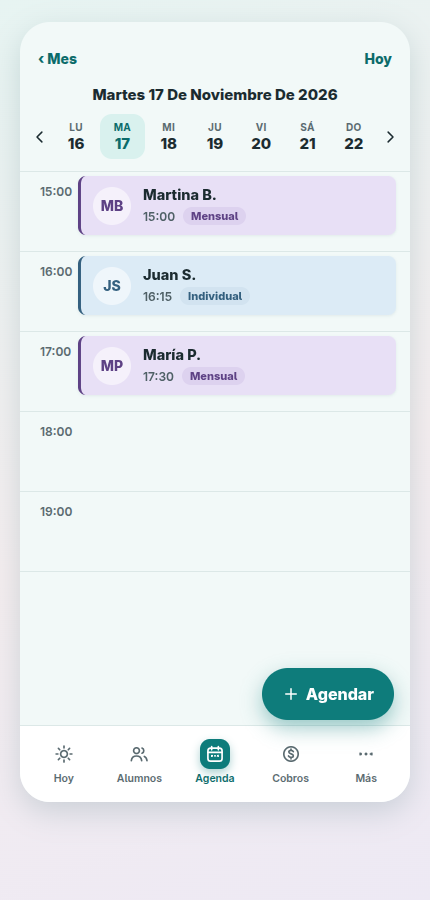 ‹ Mes
Hoy
Martes 17 De Noviembre De 2026
LU MA MI JU VI SÁ DO
16 17 18 19 20 21 22
15:00
MB
Martina B.
15:00 Mensual
16:00
JS
Juan S.
16:15 Individual
17:00
MP
María P.
17:30 Mensual
18:00
19:00
+ Agendar
Hoy Alumnos Agenda Cobros Más